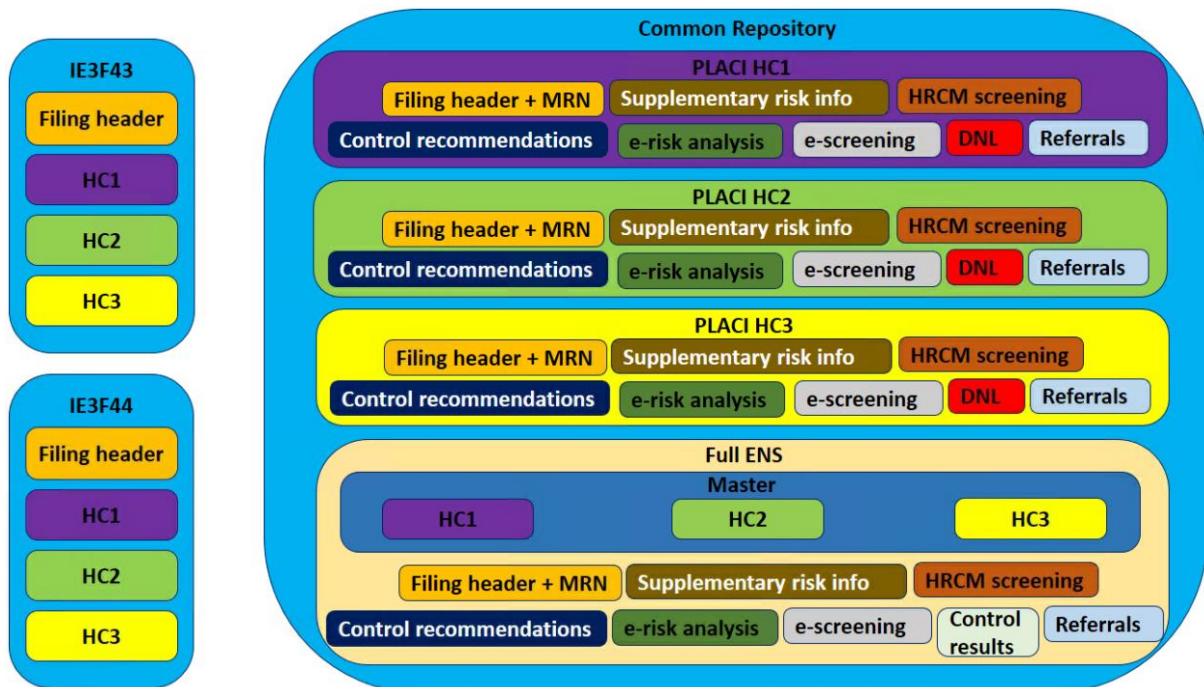 IE3F43
Filing header
HC1
HC2
HC3
IE3F44
Filing header
HC1
HC2
HC3
Common Repository
PLACI HC1
Filing header + MRN Supplementary risk info HRCM screening
Control recommendations e-risk analysis e-screening DNL Referrals
PLACI HC2
Filing header + MRN Supplementary risk info HRCM screening
Control recommendations e-risk analysis e-screening DNL Referrals
PLACI HC3
Filing header + MRN Supplementary risk info HRCM screening
Control recommendations e-risk analysis e-screening DNL Referrals
Full ENS
Master
HC1 HC2 HC3
Filing header + MRN Supplementary risk info HRCM screening
Control recommendations e-risk analysis e-screening Control results Referrals